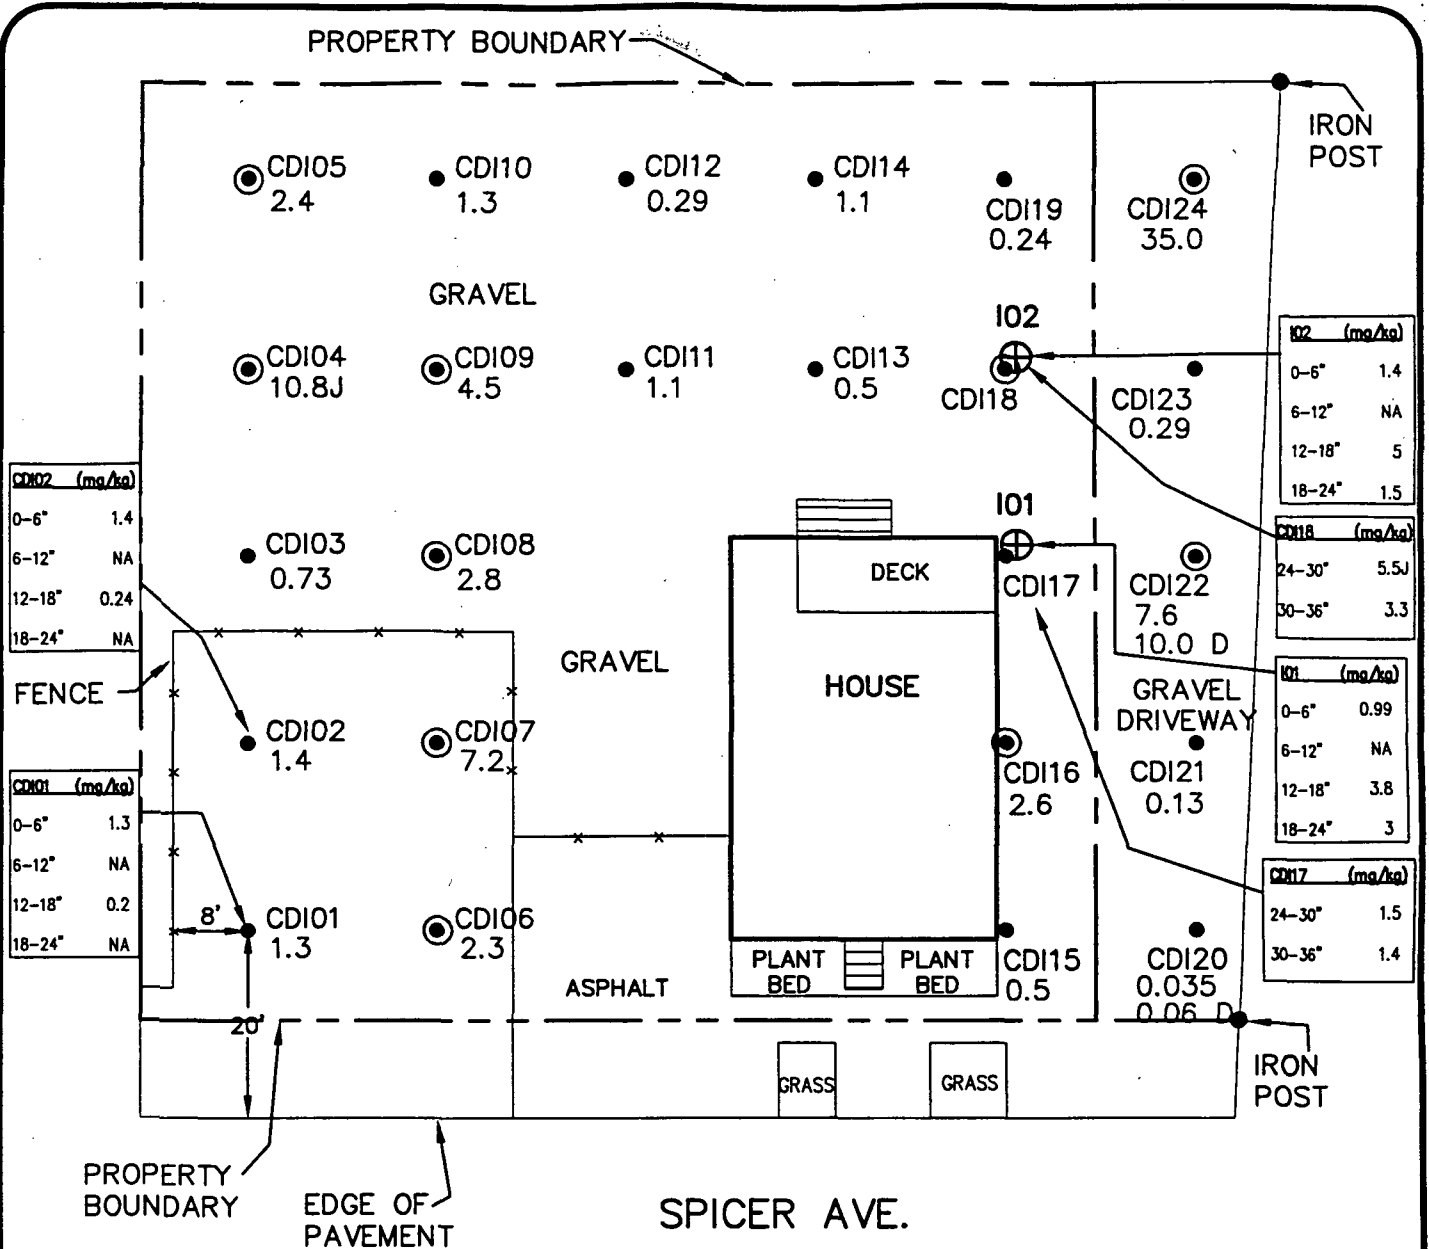 PROPERTY BOUNDARY
IRON
POST
CDI05
2.4
CDI10
1.3
CDI12
0.29
CDI14
1.1
CDI19
0.24
CDI24
35.0
GRAVEL
I02
CDI04
10.8J
CDI09
4.5
CDI11
1.1
CDI13
0.5
CDI18
CDI23
0.29
I02 (mg/kg)
0-6" 1.4
6-12" NA
12-18" 5
18-24" 1.5
CDI02 (mg/kg)
0-6" 1.4
6-12" NA
12-18" 0.24
18-24" NA
I01
CDI18 (mg/kg)
24-30" 5.5J
30-36" 3.3
CDI03
0.73
CDI08
2.8
DECK
CDI17
CDI22
7.6
10.0 D
FENCE
GRAVEL
HOUSE
GRAVEL
DRIVEWAY
I01 (mg/kg)
0-6" 0.99
6-12" NA
12-18" 3.8
18-24" 3
CDI02
1.4
CDI07
7.2
CDI16
2.6
CDI21
0.13
CDI01 (mg/kg)
0-6" 1.3
6-12" NA
12-18" 0.2
18-24" NA
CDI17 (mg/kg)
24-30" 1.5
30-36" 1.4
8'
CDI01
1.3
CDI06
2.3
ASPHALT
PLANT
BED
PLANT
BED
CDI15
0.5
CDI20
0.035
0.06 D
20'
GRASS
GRASS
IRON
POST
PROPERTY
BOUNDARY
EDGE OF
PAVEMENT
SPICER AVE.